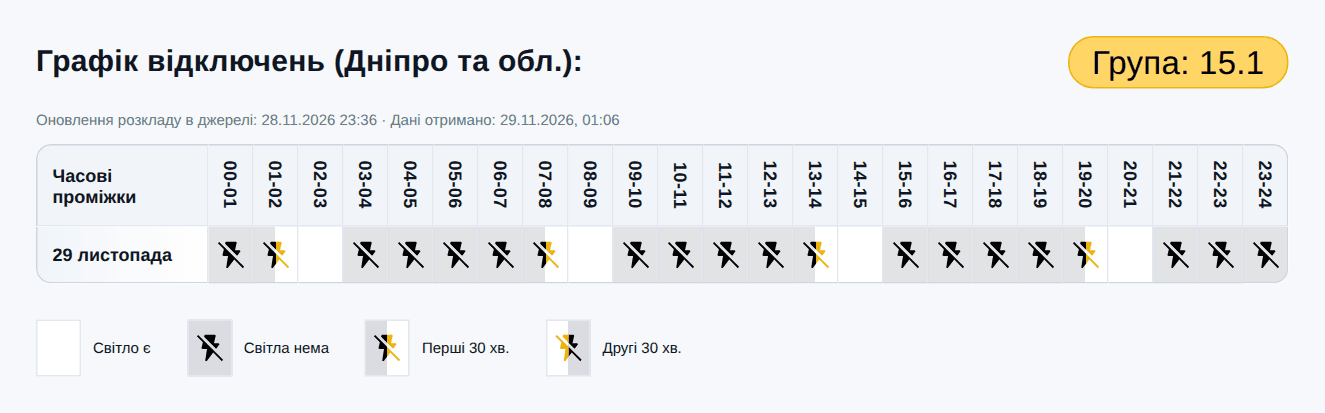 Графік відключень (Дніпро та обл.):
Група: 15.1
Оновлення розкладу в джерелі: 28.11.2026 23:36 · Дані отримано: 29.11.2026, 01:06
Часові проміжки 00-01 01-02 02-03 03-04 04-05 05-06 06-07 07-08 08-09 09-10 10-11 11-12 12-13 13-14 14-15 15-16 16-17 17-18 18-19 19-20 20-21 21-22 22-23 23-24
29 листопада
Світло є Світла нема Перші 30 хв. Другі 30 хв.